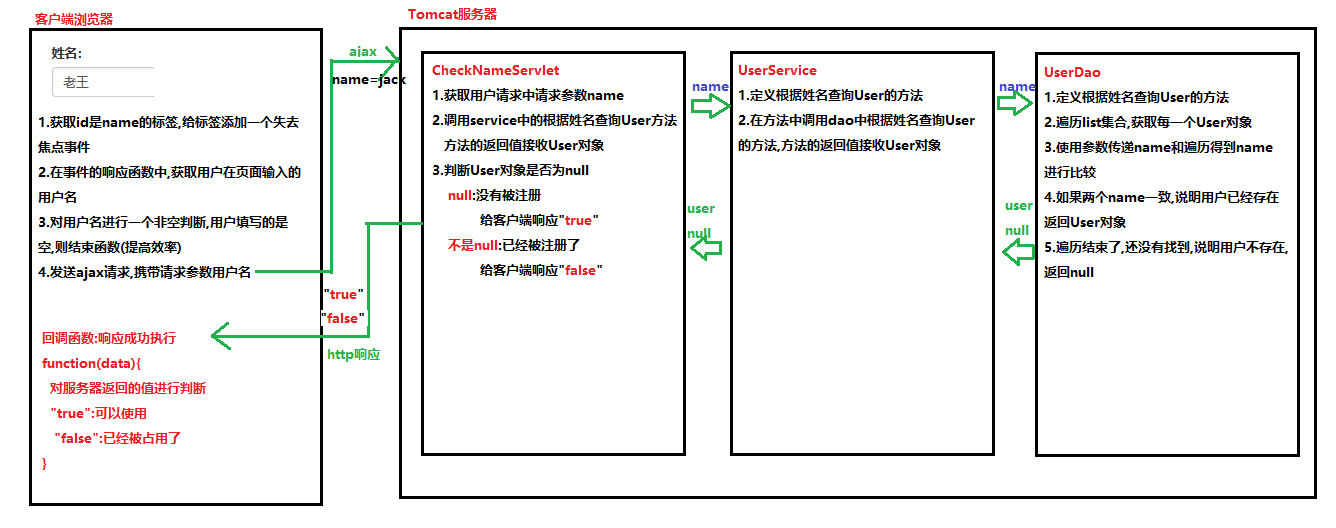 客户端浏览器
姓名:
老王
1.获取id是name的标签,给标签添加一个失去
焦点事件
2.在事件的响应函数中,获取用户在页面输入的
用户名
3.对用户名进行一个非空判断,用户填写的是
空,则结束函数(提高效率)
4.发送ajax请求,携带请求参数用户名
回调函数:响应成功执行
function(data){
对服务器返回的值进行判断
"true":可以使用
"false":已经被占用了
}
ajax
name=jack
"true"
"false"
http响应
Tomcat服务器
CheckNameServlet
1.获取用户请求中请求参数name
2.调用service中的根据姓名查询User方法
方法的返回值接收User对象
3.判断User对象是否为null
null:没有被注册
给客户端响应"true"
不是null:已经被注册了
给客户端响应"false"
name
user
null
UserService
1.定义根据姓名查询User的方法
2.在方法中调用dao中根据姓名查询User
的方法,方法的返回值接收User对象
name
user
null
UserDao
1.定义根据姓名查询User的方法
2.遍历list集合,获取每一个User对象
3.使用参数传递name和遍历得到name
进行比较
4.如果两个name一致,说明用户已经存在
返回User对象
5.遍历结束了,还没有找到,说明用户不存在,
返回null